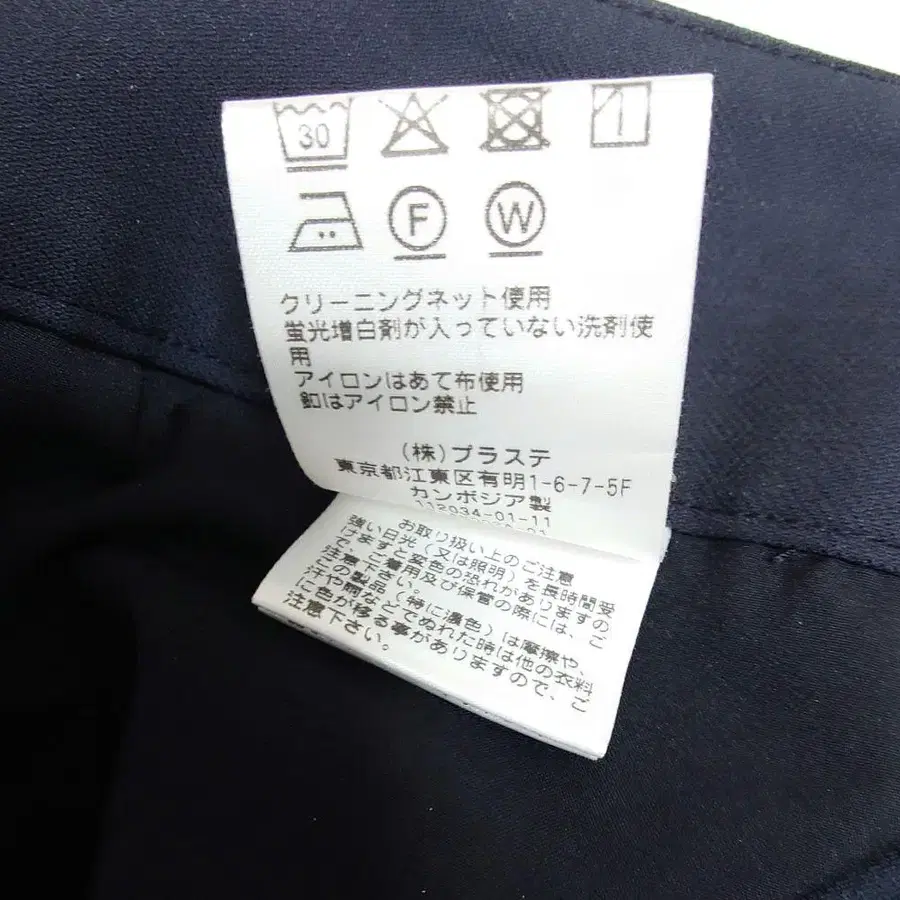 30
F
W
クリーニングネット使用
蛍光増白剤が入っていない洗剤使
用
アイロンはあて布使用
釦はアイロン禁止
(株)プラステ
東京都江東区有明1-6-7-5F
カンボジア製
112034-01-11
お取り扱い上のご注意
強い日光(又は照明)を長時間受
けますと変色の恐れがありますの
で、ご着用及び保管の際には、ご
注意下さい。
この製品(特に濃色)は摩擦や、
汗や雨などでぬれた時は他の衣料
に色が移る事がありますので、ご
注意下さい。